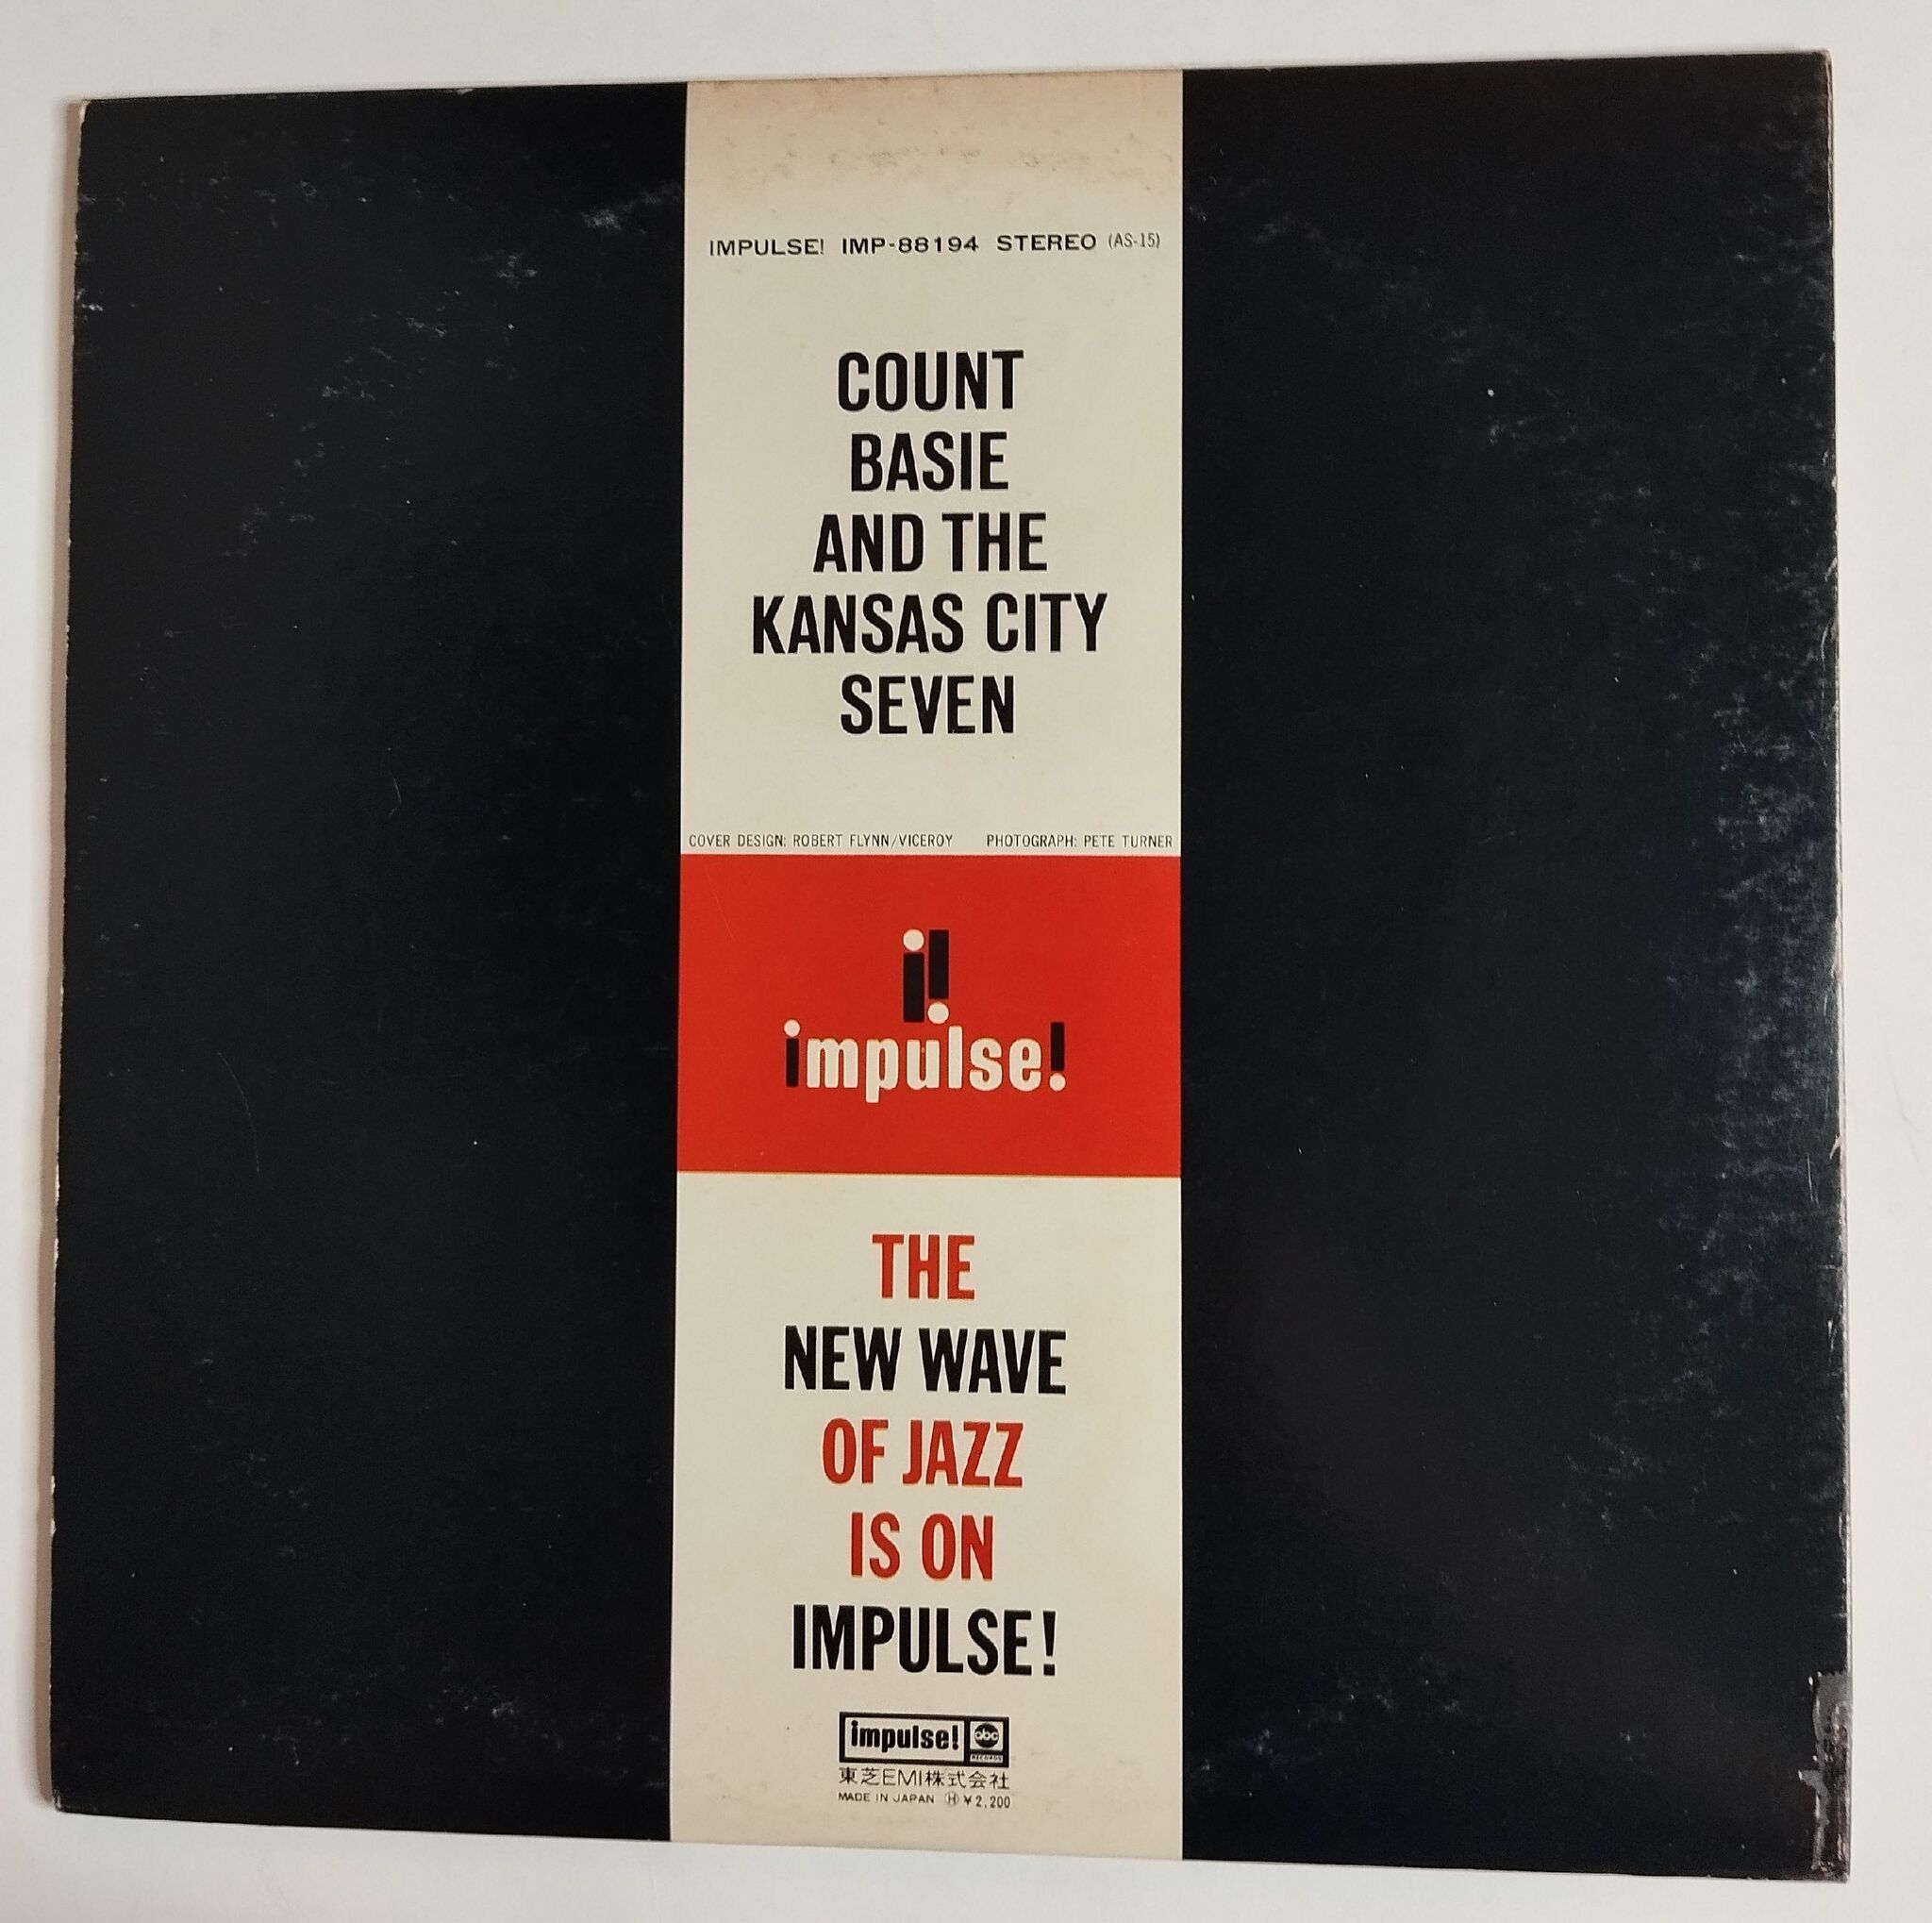 IMPULSE! IMP-88194 STEREO (AS-15)
COUNT
BASIE
AND THE
KANSAS CITY
SEVEN
COVER DESIGN: ROBERT FLYNN/VICEROY PHOTOGRAPH: PETE TURNER
i!
impulse!
THE
NEW WAVE
OF JAZZ
IS ON
IMPULSE!
impulse! abc RECORDS
東芝EMI株式会社
MADE IN JAPAN Ⓗ ¥2,200